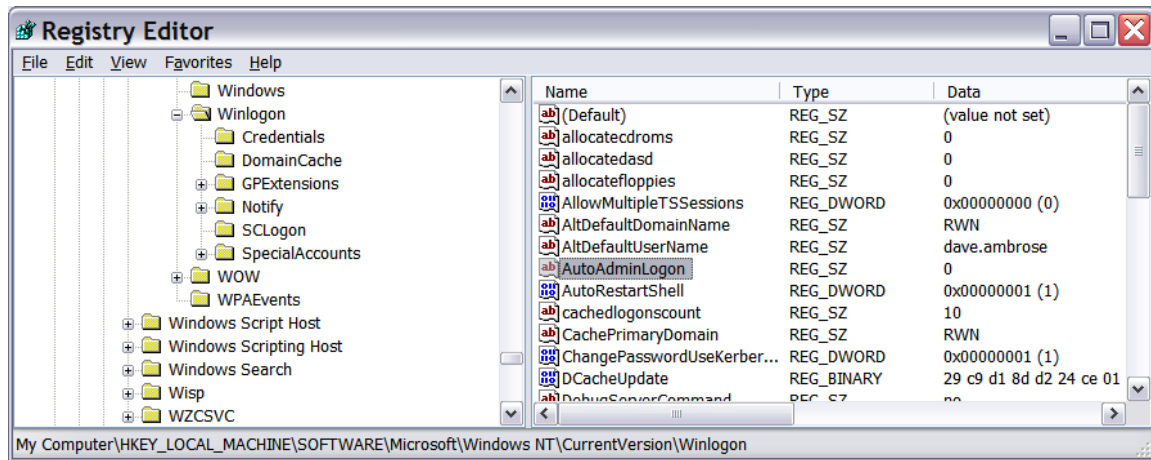 Registry Editor
File Edit View Favorites Help
Windows
Winlogon
Credentials
DomainCache
GPExtensions
Notify
SCLogon
SpecialAccounts
WOW
WPAEvents
Windows Script Host
Windows Scripting Host
Windows Search
Wisp
WZCSVC
Name Type Data
(Default) REG_SZ (value not set)
allocatecdroms REG_SZ 0
allocatedasd REG_SZ 0
allocatefloppies REG_SZ 0
AllowMultipleTSSessions REG_DWORD 0x00000000 (0)
AltDefaultDomainName REG_SZ RWN
AltDefaultUserName REG_SZ dave.ambrose
AutoAdminLogon REG_SZ 0
AutoRestartShell REG_DWORD 0x00000001 (1)
cachedlogonscount REG_SZ 10
CachePrimaryDomain REG_SZ RWN
ChangePasswordUseKerber... REG_DWORD 0x00000001 (1)
DCacheUpdate REG_BINARY 29 c9 d1 8d d2 24 ce 01
DebugServerCommand REG_SZ no
My Computer\HKEY_LOCAL_MACHINE\SOFTWARE\Microsoft\Windows NT\CurrentVersion\Winlogon